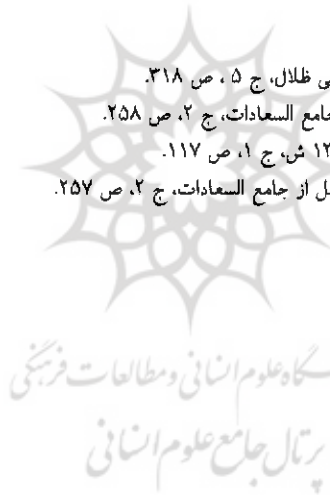 ی ظلال، ج ۵، ص ۳۱۸.
جامع السعادات، ج ۲، ص ۲۵۸.
۱۲ ش، ج ۱، ص ۱۱۷.
ل از جامع السعادات، ج ۲، ص ۲۵۷.
گاه علوم انسانی و مطالعات فرهنگی
پرتال جامع علوم انسانی